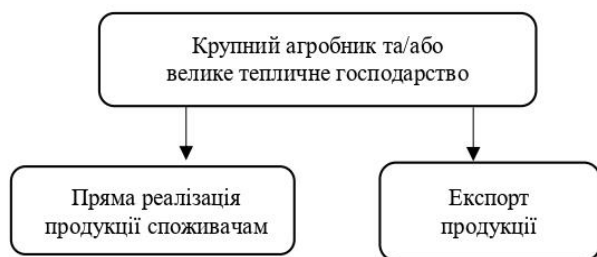 Крупний агробник та/або
велике тепличне господарство
Пряма реалізація
продукції споживачам
Експорт
продукції